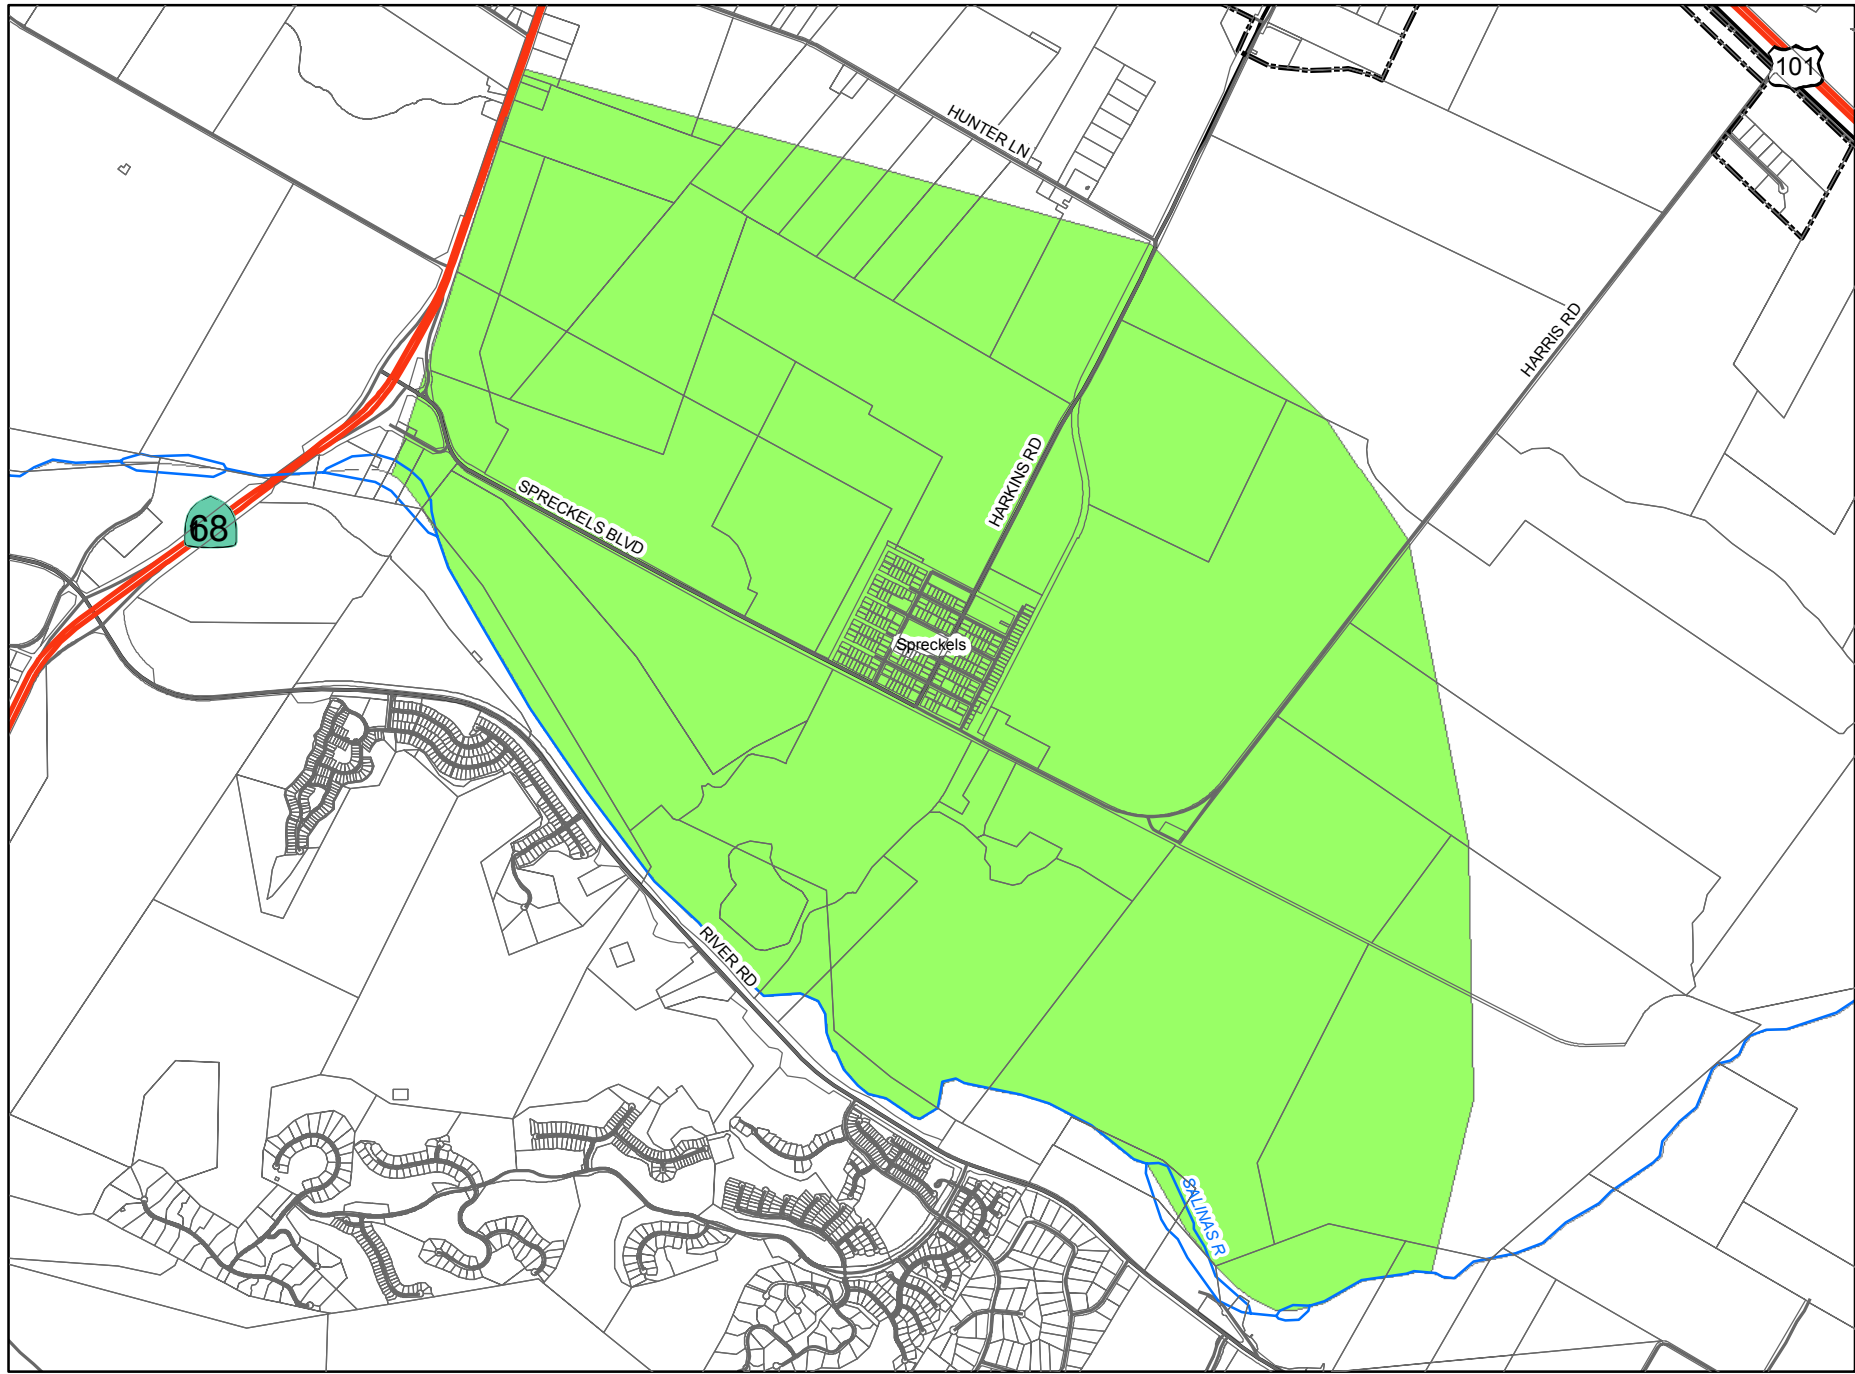 101
HUNTER LN
HARRIS RD
HARKINS RD
SPRECKELS BLVD
68
Spreckels
RIVER RD
SALINAS R